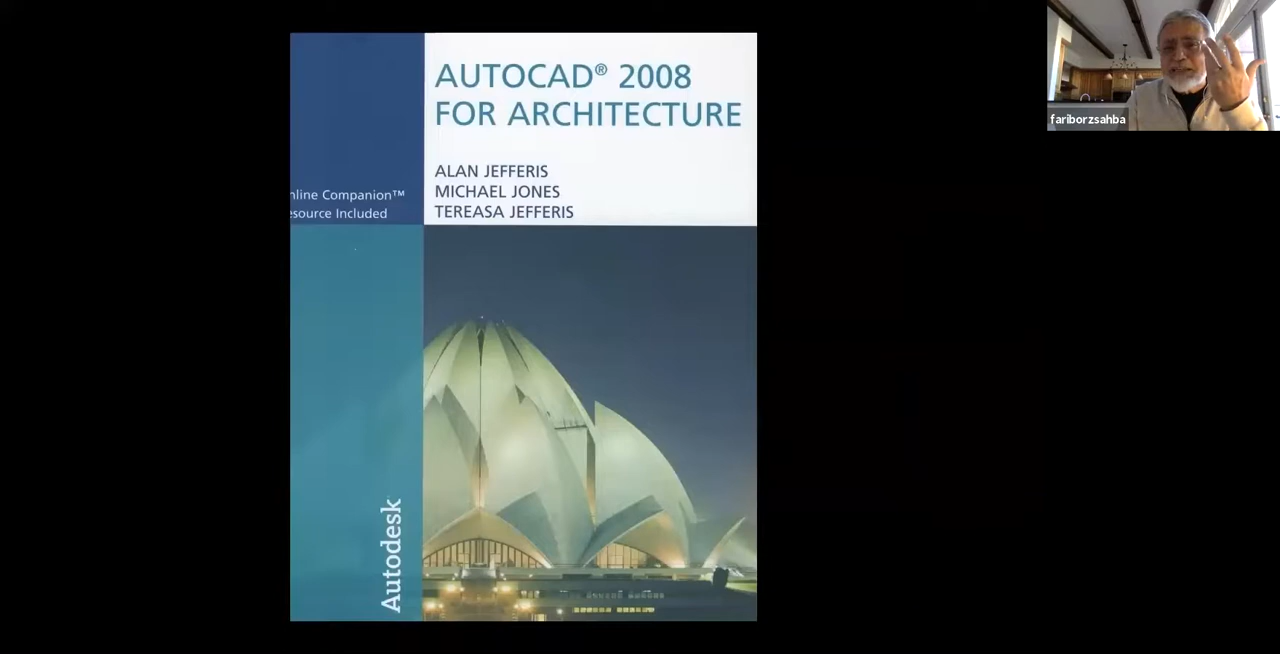 AUTOCAD® 2008
FOR ARCHITECTURE
ALAN JEFFERIS
MICHAEL JONES
TEREASA JEFFERIS
nline Companion™
esource Included
Autodesk
fariborzsahba